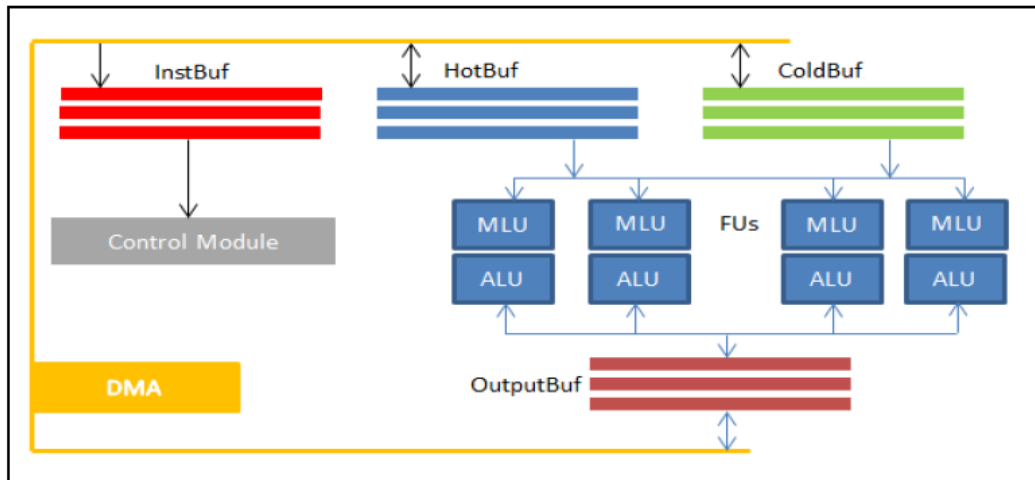 InstBuf
HotBuf
ColdBuf
MLU
MLU
FUs
MLU
MLU
Control Module
ALU
ALU
ALU
ALU
DMA
OutputBuf